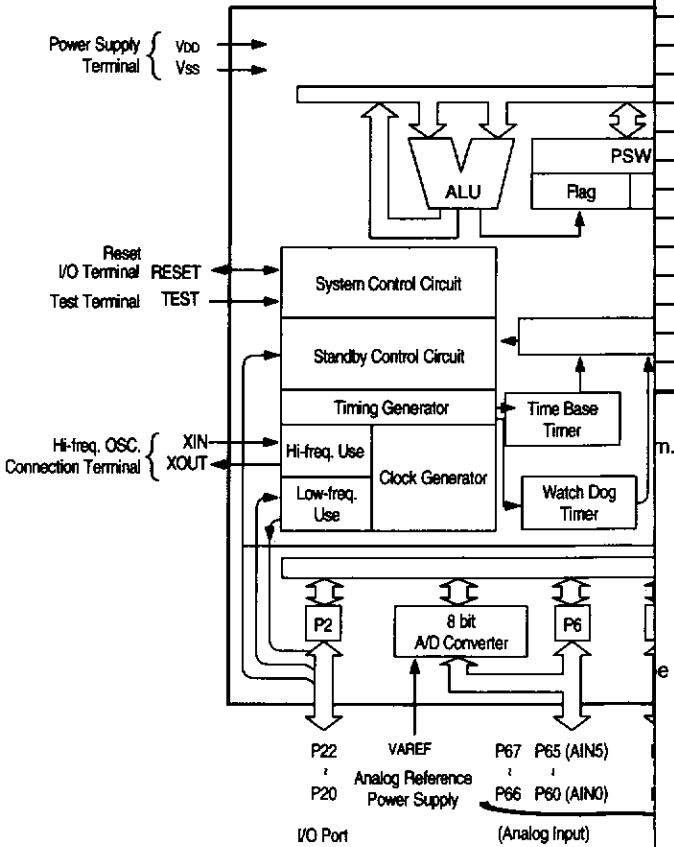 Power Supply
Terminal
VDD
VSS
PSW
ALU
Flag
Reset
I/O Terminal
RESET
Test Terminal
TEST
System Control Circuit
Standby Control Circuit
Timing Generator
Time Base
Timer
Hi-freq. OSC.
Connection Terminal
XIN
XOUT
Hi-freq. Use
Clock Generator
Low-freq.
Use
Watch Dog
Timer
m.
P2
8 bit
A/D Converter
P6
e
P22
~
P20
I/O Port
VAREF
Analog Reference
Power Supply
P67 P65 (AIN5)
~ ~
P66 P60 (AIN0)
(Analog Input)